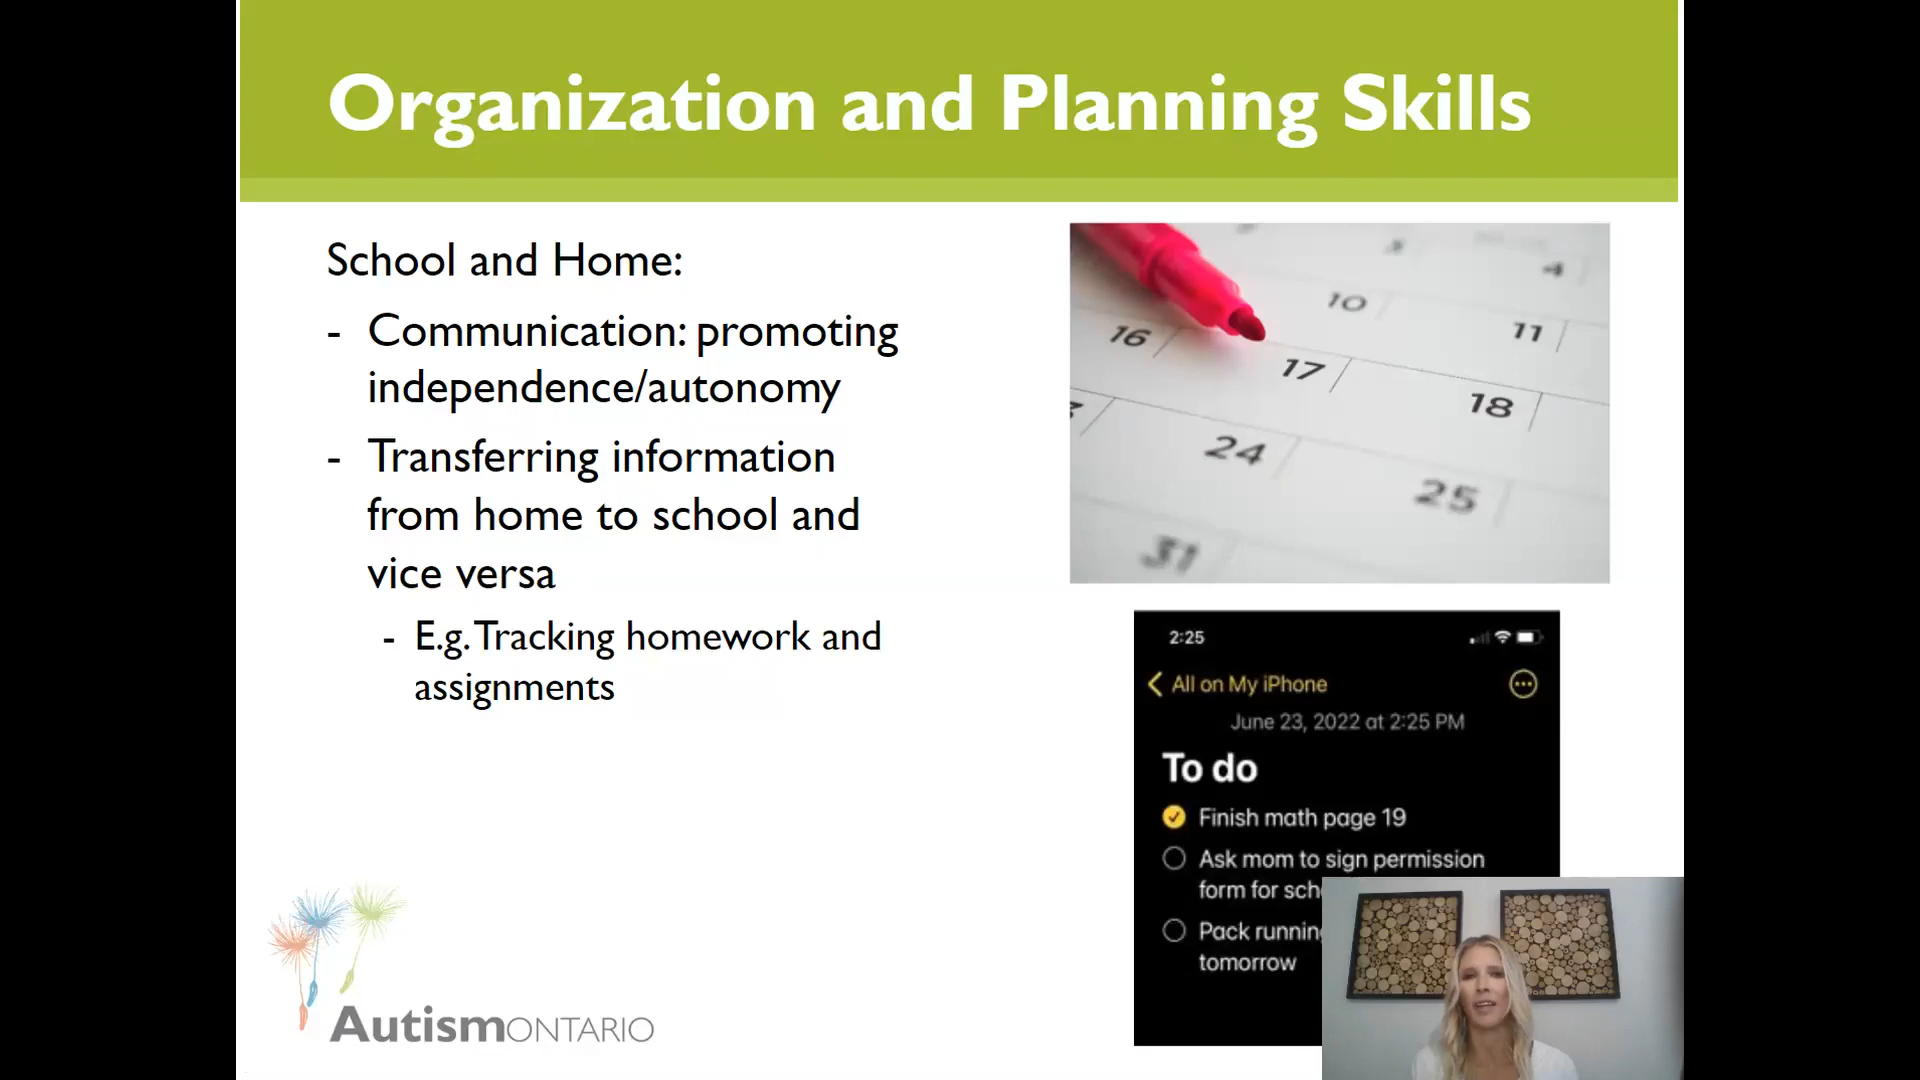 Organization and Planning Skills
School and Home:
- Communication: promoting
independence/autonomy
- Transferring information
from home to school and
vice versa
- E.g. Tracking homework and
assignments
10
11
4
16
17
18
24
25
31
2:25
All on My iPhone
June 23, 2022 at 2:25 PM
To do
Finish math page 19
Ask mom to sign permission
form for
Pack
tomorrow
AutismONTARIO